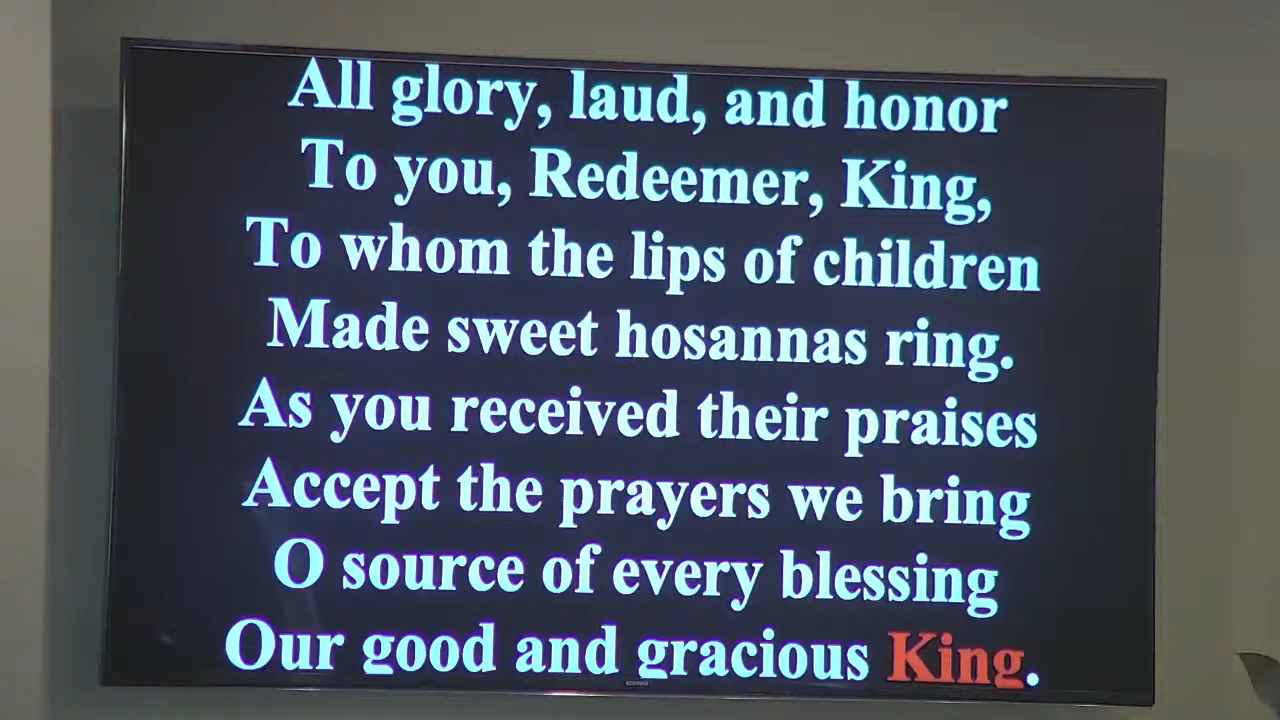 All glory, laud, and honor
To you, Redeemer, King,
To whom the lips of children
Made sweet hosannas ring.
As you received their praises
Accept the prayers we bring
O source of every blessing
Our good and gracious King.